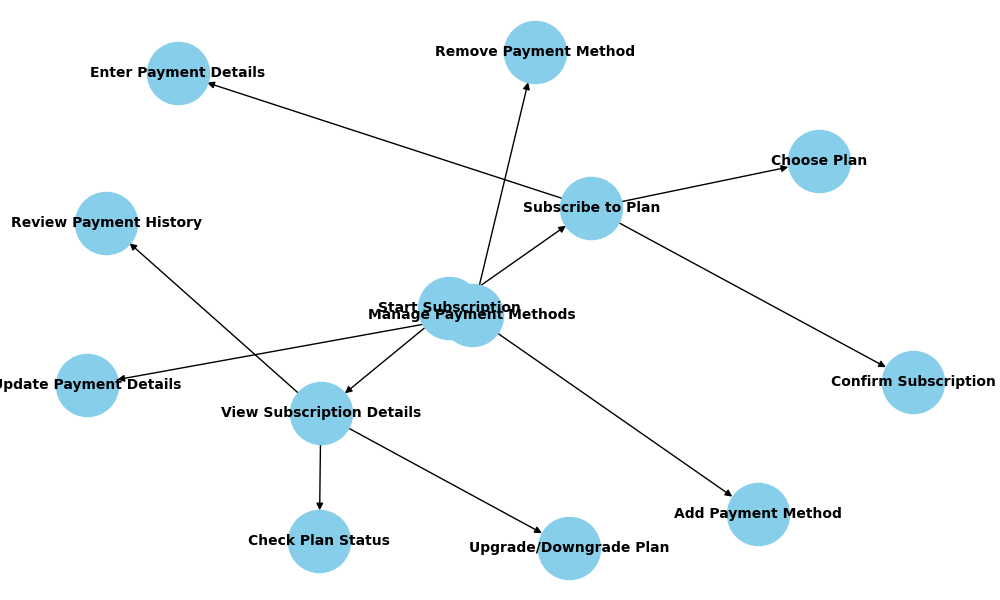 Remove Payment Method
Enter Payment Details
Choose Plan
Subscribe to Plan
Review Payment History
Start Subscription
Manage Payment Methods
Update Payment Details
Confirm Subscription
View Subscription Details
Add Payment Method
Check Plan Status
Upgrade/Downgrade Plan